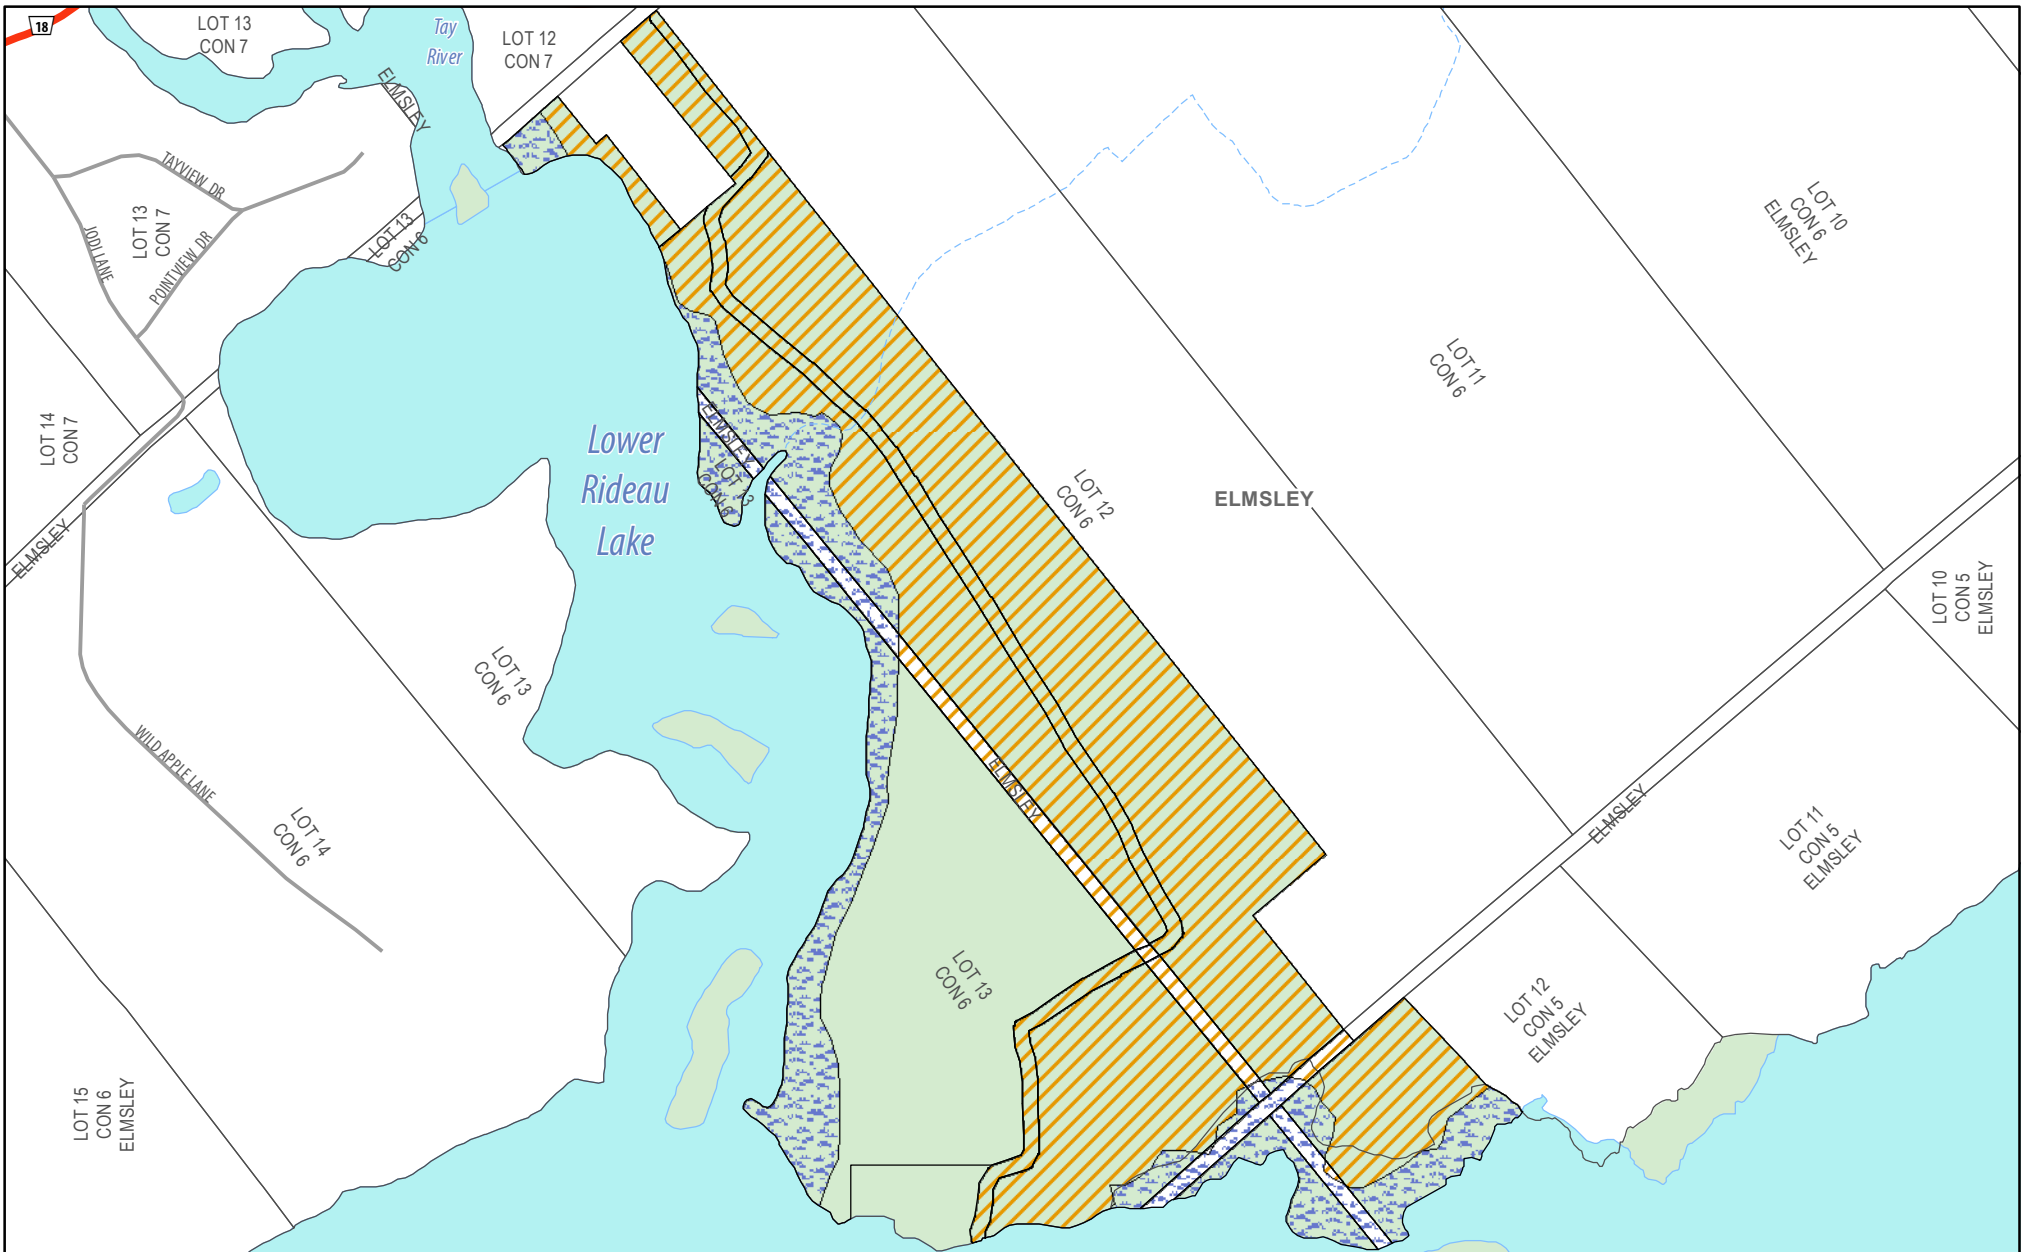 18
LOT 13
CON 7
Tay
River
LOT 12
CON 7
ELMSLEY
TAYVIEW DR
LOT 13
CON 7
JODI LANE
POINTVIEW DR
LOT 13
CON 6
LOT 10
CON 6
ELMSLEY
LOT 11
CON 6
LOT 14
CON 7
Lower
Rideau
Lake
ELMSLEY
LOT 13
CON 6
LOT 12
CON 6
ELMSLEY
ELMSLEY
LOT 10
CON 5
ELMSLEY
LOT 13
CON 6
WILD APPLE LANE
ELMSLEY
ELMSLEY
LOT 14
CON 6
LOT 11
CON 5
ELMSLEY
LOT 13
CON 6
LOT 12
CON 5
ELMSLEY
LOT 15
CON 6
ELMSLEY